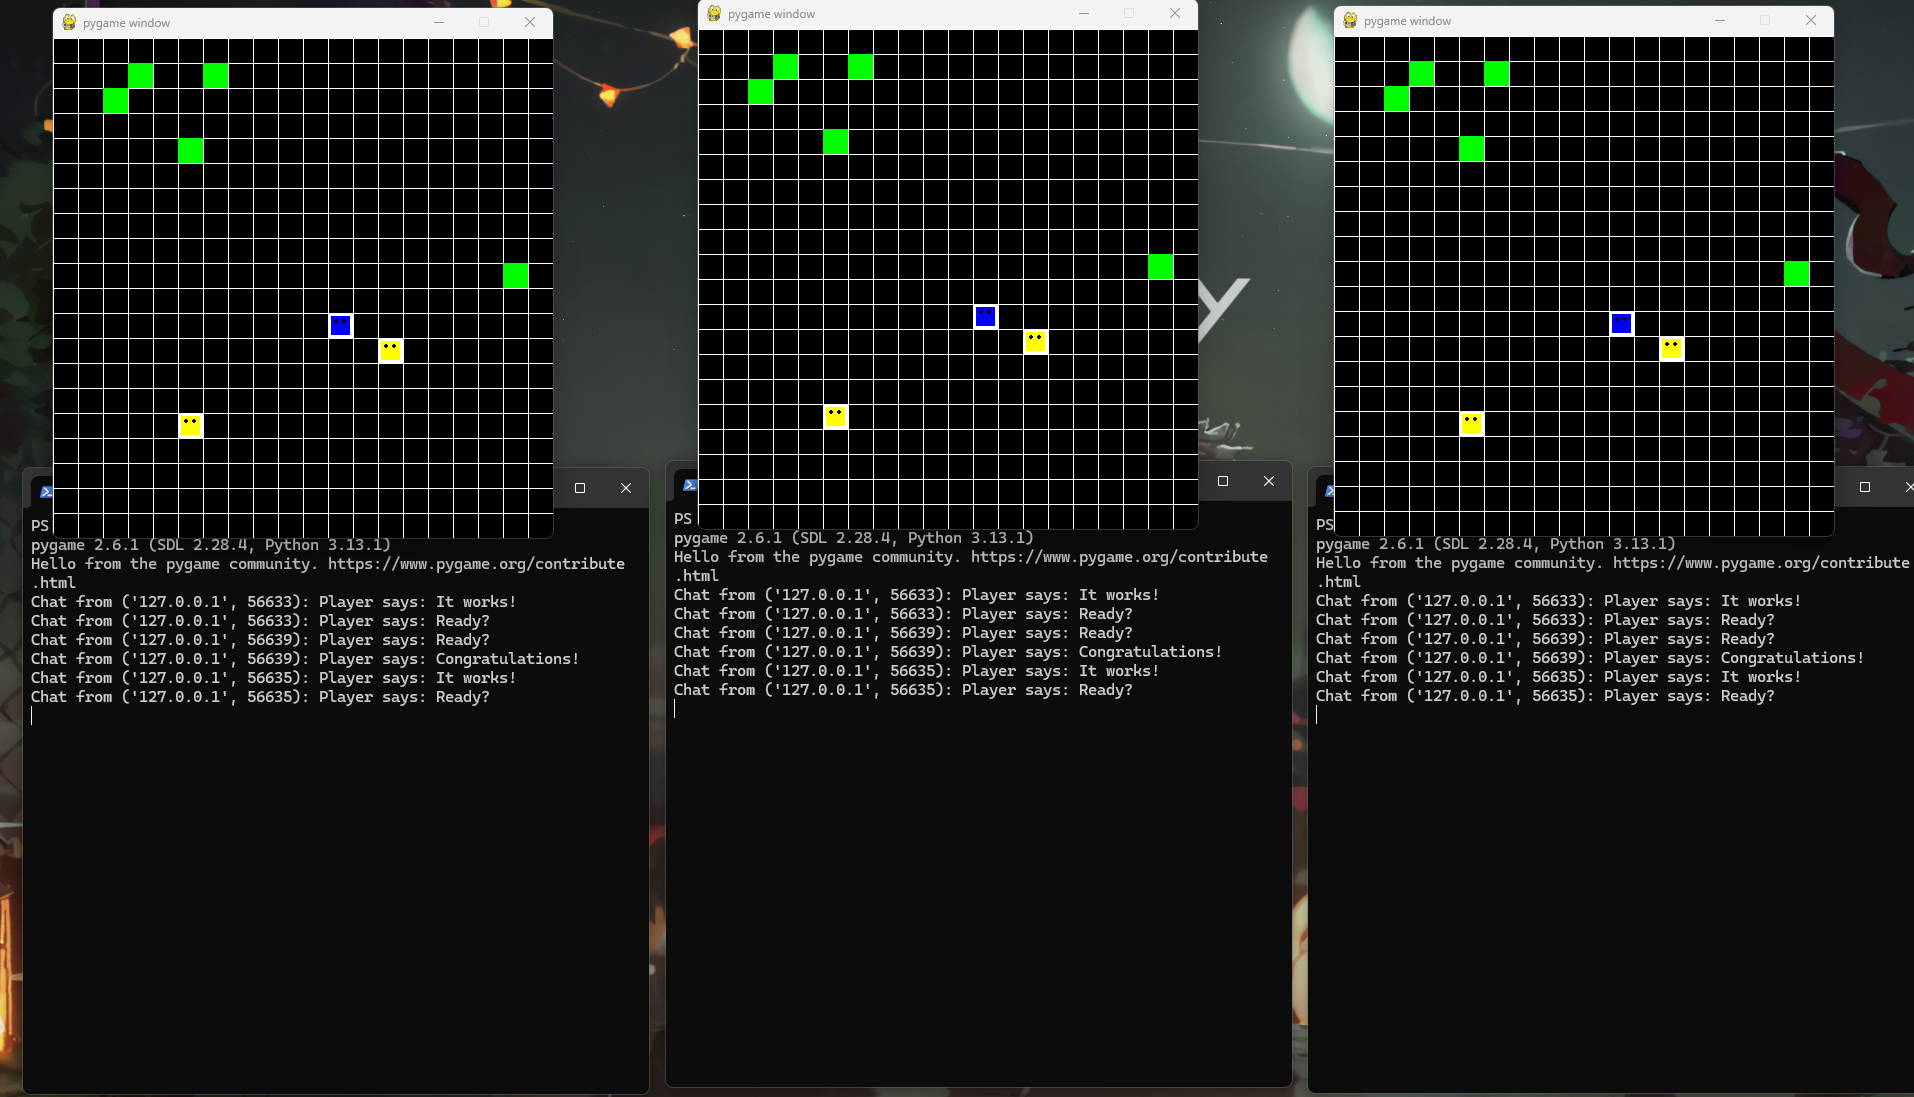 pygame window
PS
pygame 2.6.1 (SDL 2.28.4, Python 3.13.1)
Hello from the pygame community. https://www.pygame.org/contribute
.html
Chat from ('127.0.0.1', 56633): Player says: It works!
Chat from ('127.0.0.1', 56633): Player says: Ready?
Chat from ('127.0.0.1', 56639): Player says: Ready?
Chat from ('127.0.0.1', 56639): Player says: Congratulations!
Chat from ('127.0.0.1', 56635): Player says: It works!
Chat from ('127.0.0.1', 56635): Player says: Ready?
pygame window
PS
pygame 2.6.1 (SDL 2.28.4, Python 3.13.1)
Hello from the pygame community. https://www.pygame.org/contribute
.html
Chat from ('127.0.0.1', 56633): Player says: It works!
Chat from ('127.0.0.1', 56633): Player says: Ready?
Chat from ('127.0.0.1', 56639): Player says: Ready?
Chat from ('127.0.0.1', 56639): Player says: Congratulations!
Chat from ('127.0.0.1', 56635): Player says: It works!
Chat from ('127.0.0.1', 56635): Player says: Ready?
y
pygame window
PS
pygame 2.6.1 (SDL 2.28.4, Python 3.13.1)
Hello from the pygame community. https://www.pygame.org/contribute
.html
Chat from ('127.0.0.1', 56633): Player says: It works!
Chat from ('127.0.0.1', 56633): Player says: Ready?
Chat from ('127.0.0.1', 56639): Player says: Ready?
Chat from ('127.0.0.1', 56639): Player says: Congratulations!
Chat from ('127.0.0.1', 56635): Player says: It works!
Chat from ('127.0.0.1', 56635): Player says: Ready?